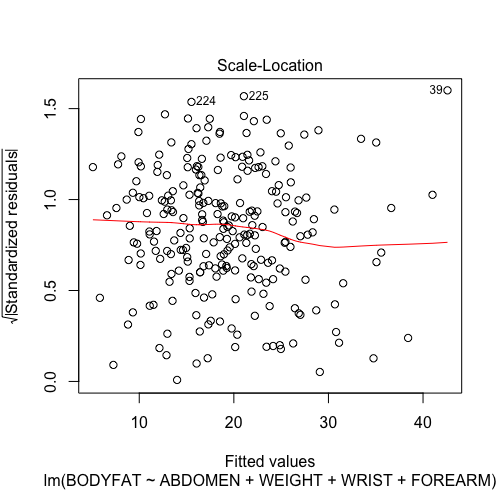 Scale-Location
√|Standardized residuals|
1.5
1.0
0.5
0.0
224
225
39
10 20 30 40
Fitted values
lm(BODYFAT ~ ABDOMEN + WEIGHT + WRIST + FOREARM)